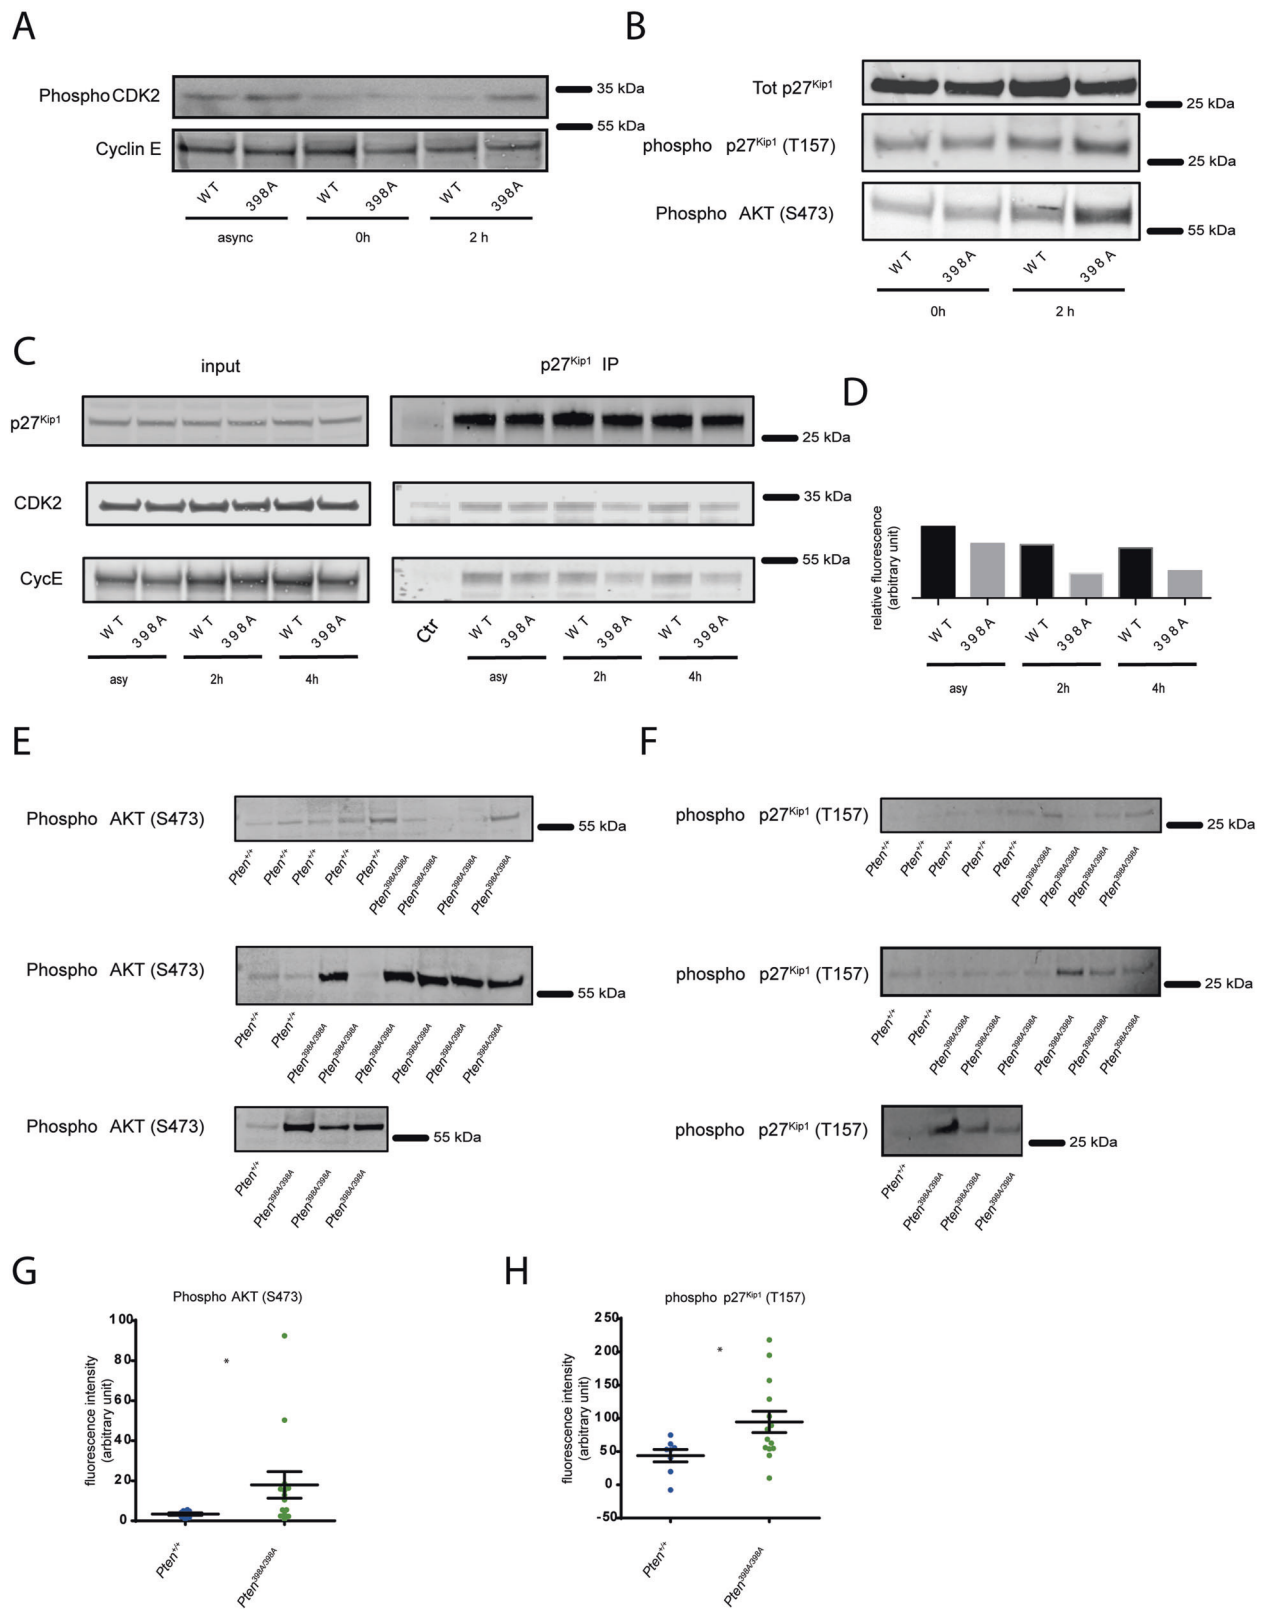 A
PhosphoCDK2
35 kDa
55 kDa
Cyclin E
WT 398A WT 398A WT 398A
async 0h 2 h
B
Tot p27Kip1
25 kDa
phospho p27Kip1 (T157)
25 kDa
Phospho AKT (S473)
55 kDa
WT 398A WT 398A
0h 2 h
C
input p27Kip1 IP
p27Kip1
25 kDa
CDK2
35 kDa
CycE
55 kDa
WT 398A WT 398A WT 398A Ctr WT 398A WT 398A WT 398A
asy 2h 4h asy 2h 4h
D
relative fluorescence
(arbitrary unit)
WT 398A WT 398A WT 398A
asy 2h 4h
E
Phospho AKT (S473)
55 kDa
Pten+/+ Pten+/+ Pten+/+ Pten+/+ Pten+/+ Pten398A/398A Pten398A/398A Pten398A/398A Pten398A/398A
Phospho AKT (S473)
55 kDa
Pten+/+ Pten+/+ Pten398A/398A Pten398A/398A Pten398A/398A Pten398A/398A Pten398A/398A Pten398A/398A
Phospho AKT (S473)
55 kDa
Pten+/+ Pten398A/398A Pten398A/398A Pten398A/398A
F
phospho p27Kip1 (T157)
25 kDa
Pten+/+ Pten+/+ Pten+/+ Pten+/+ Pten+/+ Pten398A/398A Pten398A/398A Pten398A/398A Pten398A/398A
phospho p27Kip1 (T157)
25 kDa
Pten+/+ Pten+/+ Pten398A/398A Pten398A/398A Pten398A/398A Pten398A/398A Pten398A/398A Pten398A/398A
phospho p27Kip1 (T157)
25 kDa
Pten+/+ Pten398A/398A Pten398A/398A Pten398A/398A
G
Phospho AKT (S473)
fluorescence intensity
(arbitrary unit)
100
80
60
40
20
0
*
Pten+/+ Pten398A/398A
H
phospho p27Kip1 (T157)
fluorescence intensity
(arbitrary unit)
250
200
150
100
50
0
-50
*
Pten+/+ Pten398A/398A